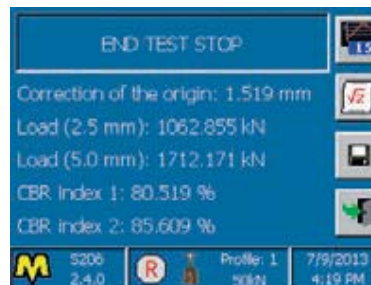 END TEST STOP
Correction of the origin: 1.519 mm
Load (2.5 mm): 1062.855 kN
Load (5.0 mm): 1712.171 kN
CBR Index 1: 80.519 %
CBR Index 2: 85.609 %
S206
2.4.0
R
Profile: 1
50kN
7/9/2013
4:19 PM